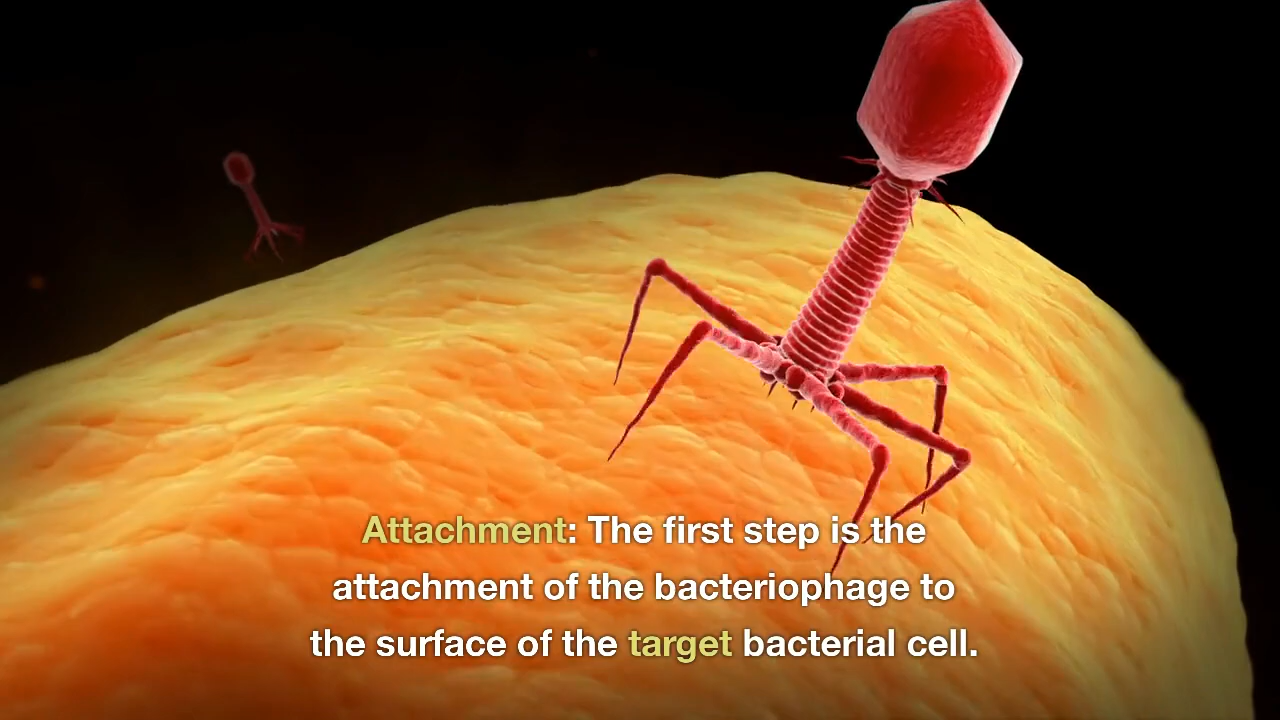 Attachment: The first step is the
attachment of the bacteriophage to
the surface of the target bacterial cell.